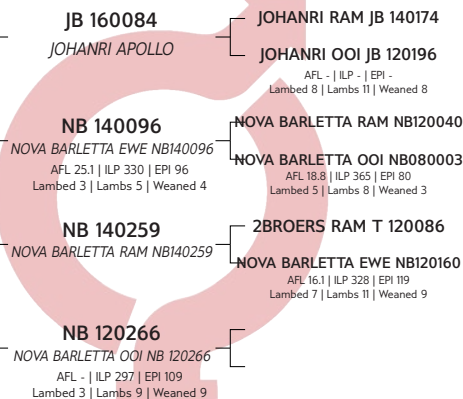 JB 160084
JOHANRI APOLLO
JOHANRI RAM JB 140174
JOHANRI OOI JB 120196
AFL - | ILP - | EPI -
Lambed 8 | Lambs 11 | Weaned 8
NB 140096
NOVA BARLETTA EWE NB140096
AFL 25.1 | ILP 330 | EPI 96
Lambed 3 | Lambs 5 | Weaned 4
NOVA BARLETTA RAM NB120040
NOVA BARLETTA OOI NB080003
AFL 18.8 | ILP 365 | EPI 80
Lambed 5 | Lambs 8 | Weaned 3
NB 140259
NOVA BARLETTA RAM NB140259
2BROERS RAM T 120086
NOVA BARLETTA EWE NB120160
AFL 16.1 | ILP 328 | EPI 119
Lambed 7 | Lambs 11 | Weaned 9
NB 120266
NOVA BARLETTA OOI NB 120266
AFL - | ILP 297 | EPI 109
Lambed 3 | Lambs 9 | Weaned 9